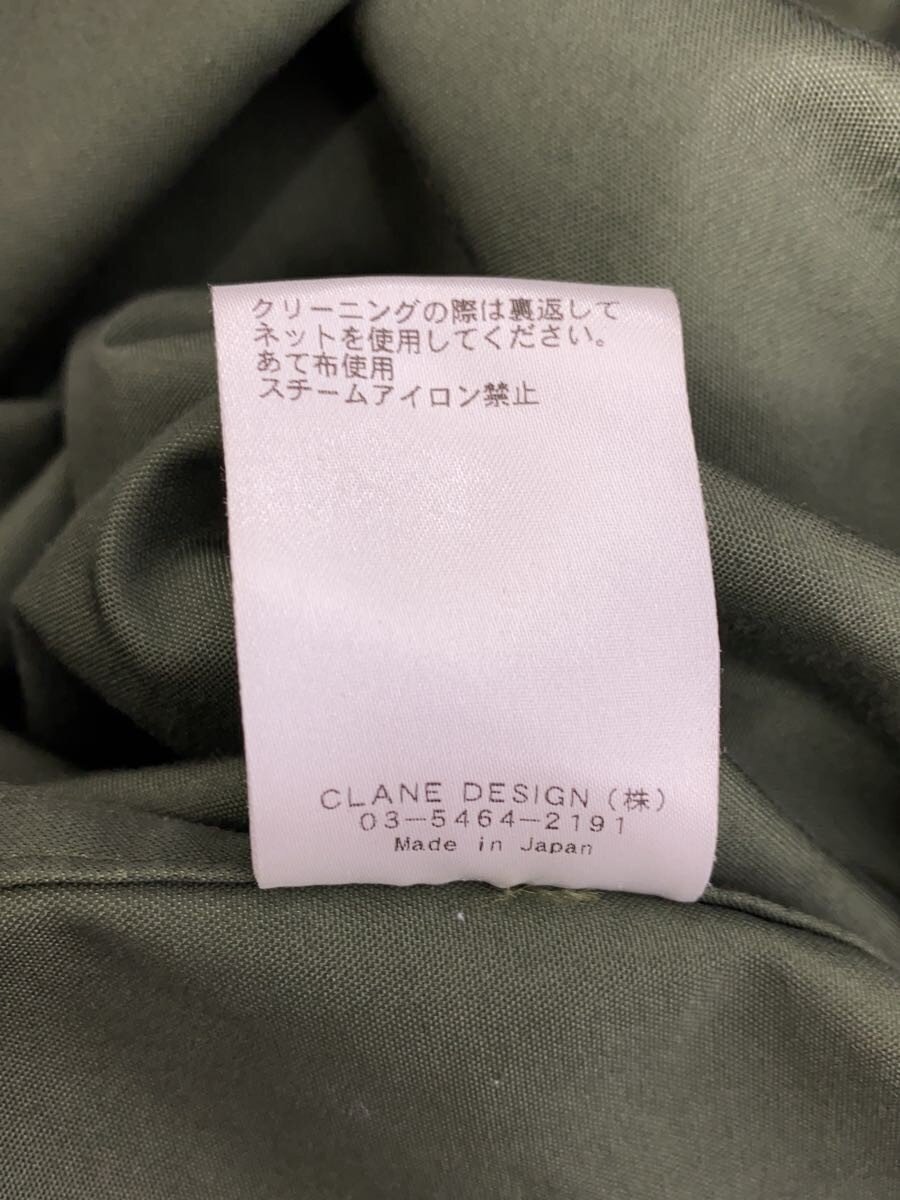 クリーニングの際は裏返して
ネットを使用してください。
あて布使用
スチームアイロン禁止
CLANE DESIGN (株)
03-5464-2191
Made in Japan